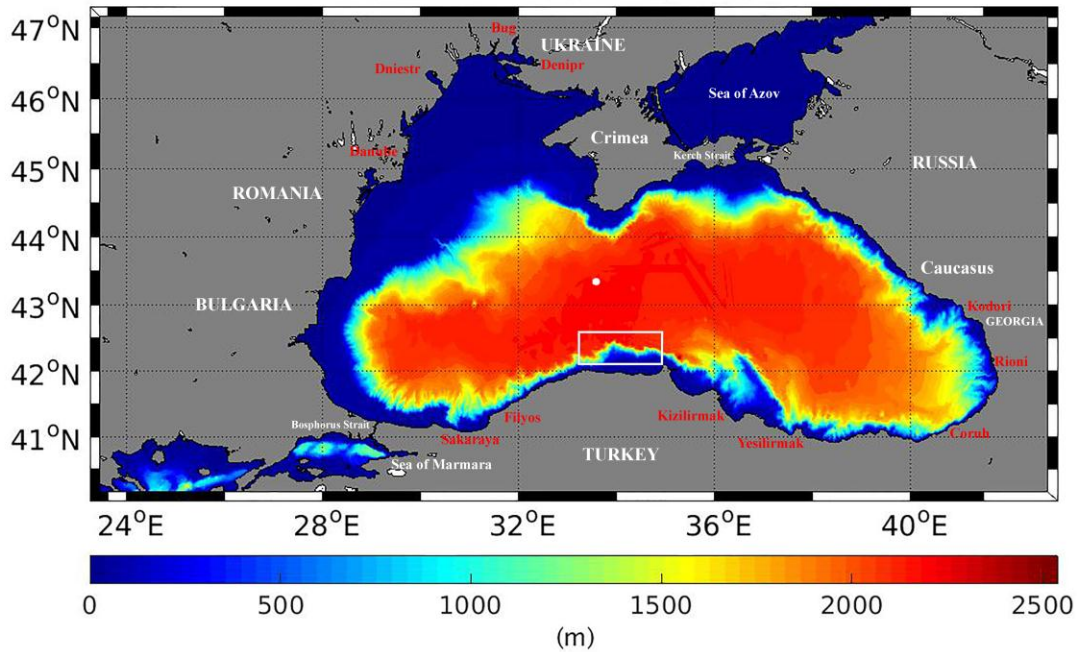 47°N
Bug
UKRAINE
Dniestr
Denipr
46°N
Sea of Azov
Crimea
Danube
Kerch Strait
45°N
RUSSIA
ROMANIA
44°N
Caucasus
43°N
BULGARIA
Kodori
GEORGIA
42°N
Rioni
Filyos
Kizilirmak
Bosphorus Strait
Coruh
41°N
Sakaraya
Yesilirmak
TURKEY
Sea of Marmara
24°E 28°E 32°E 36°E 40°E
0 500 1000 1500 2000 2500
(m)